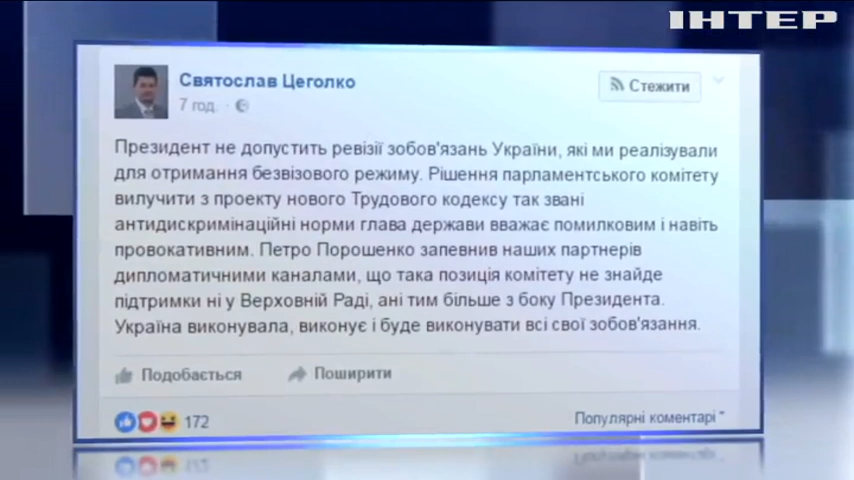 ІНТЕР
Святослав Цеголко
Стежити
7 год.
Президент не допустить ревізії зобов'язань України, які ми реалізували
для отримання безвізового режиму. Рішення парламентського комітету
вилучити з проекту нового Трудового кодексу так звані
антидискримінаційні норми глава держави вважає помилковим і навіть
провокативним. Петро Порошенко запевнив наших партнерів
дипломатичними каналами, що така позиція комітету не знайде
підтримки ні у Верховній Раді, ані тим більше з боку Президента.
Україна виконувала, виконує і буде виконувати всі свої зобов'язання.
Подобається Поширити
172 Популярні коментарі